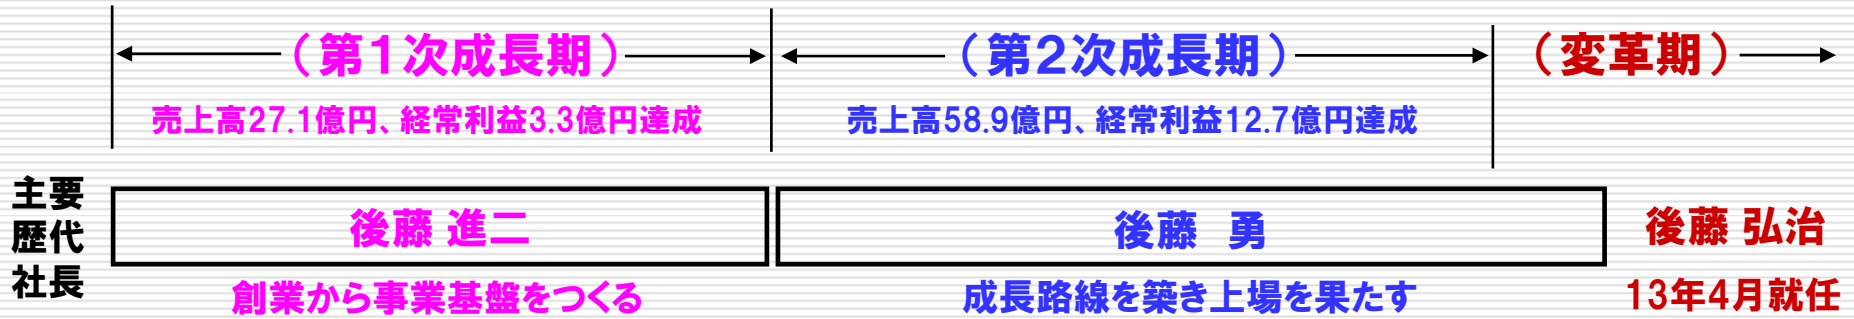 (第1次成長期)
(第2次成長期)
(変革期)
売上高27.1億円、経常利益3.3億円達成
売上高58.9億円、経常利益12.7億円達成
主要
歴代
社長
後藤 進二
後藤 勇
後藤 弘治
創業から事業基盤をつくる
成長路線を築き上場を果たす
13年4月就任